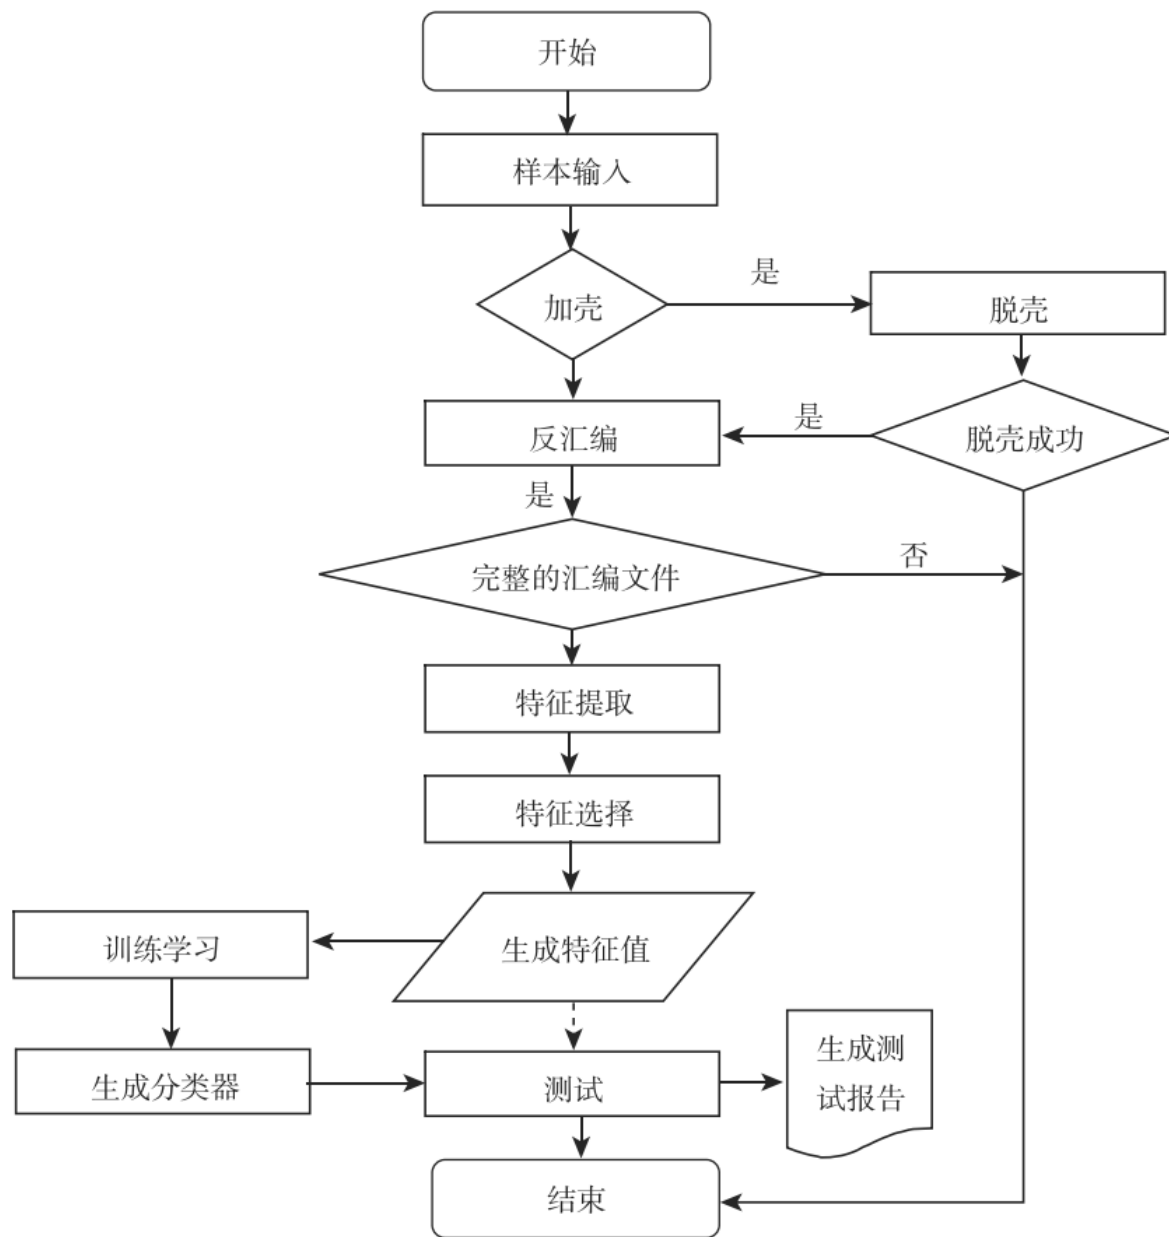 开始
样本输入
加壳
是
脱壳
反汇编
是
脱壳成功
是
完整的汇编文件
否
特征提取
特征选择
生成特征值
训练学习
生成分类器
测试
生成测
试报告
结束